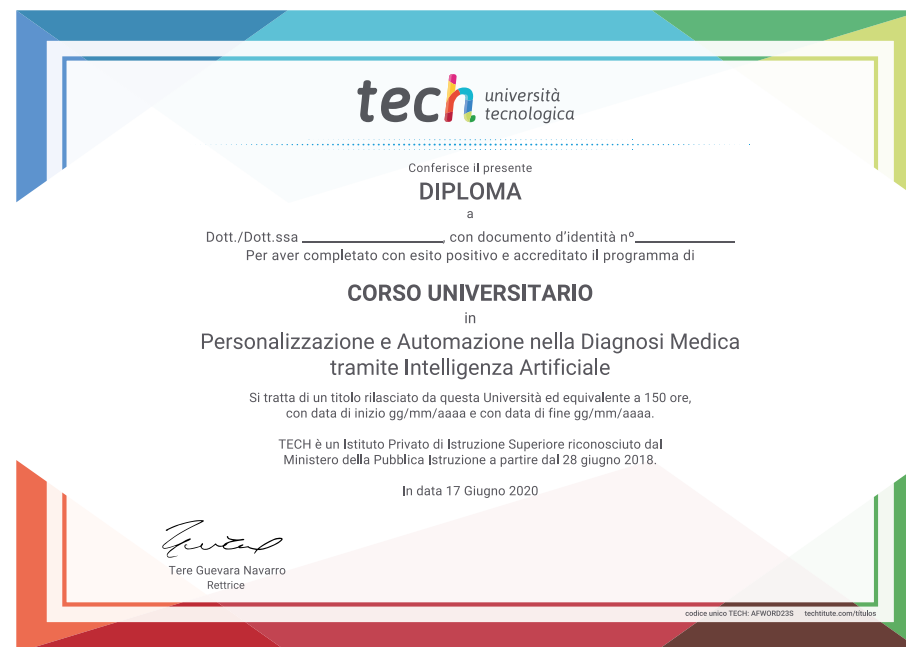 tech università
tecnologica
Conferisce il presente
DIPLOMA
a
Dott./Dott.ssa ____________________, con documento d'identità nº______________
Per aver completato con esito positivo e accreditato il programma di
CORSO UNIVERSITARIO
in
Personalizzazione e Automazione nella Diagnosi Medica
tramite Intelligenza Artificiale
Si tratta di un titolo rilasciato da questa Università ed equivalente a 150 ore,
con data di inizio gg/mm/aaaa e con data di fine gg/mm/aaaa.
TECH è un Istituto Privato di Istruzione Superiore riconosciuto dal
Ministero della Pubblica Istruzione a partire dal 28 giugno 2018.
In data 17 Giugno 2020
Tere Guevara Navarro
Rettrice
codice unico TECH: AFWORD23S techtitute.com/titulos